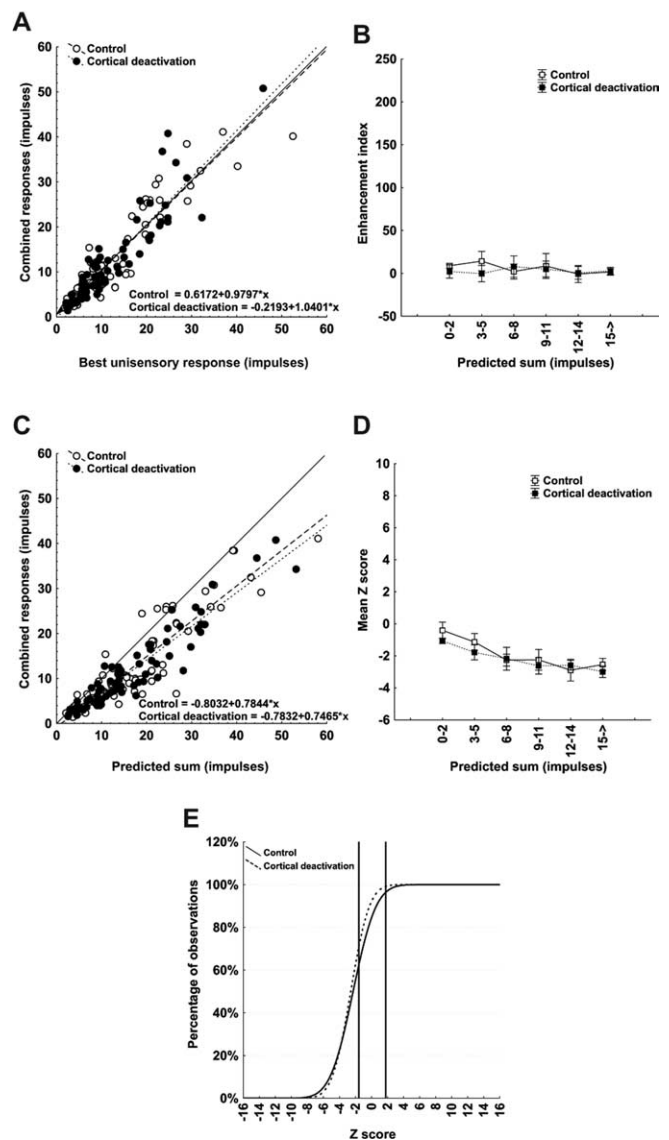 A
60
50
40
30
20
10
0
Combined responses (impulses)
Control
Cortical deactivation
Control = 0.6172+0.9797*x
Cortical deactivation = -0.2193+1.0401*x
0 10 20 30 40 50 60
Best unisensory response (impulses)
B
250
200
150
100
50
0
-50
Enhancement index
Control
Cortical deactivation
0-2 3-5 6-8 9-11 12-14 15->
Predicted sum (impulses)
C
60
50
40
30
20
10
0
Combined responses (impulses)
Control
Cortical deactivation
Control = -0.8032+0.7844*x
Cortical deactivation = -0.7832+0.7465*x
0 10 20 30 40 50 60
Predicted sum (impulses)
D
10
8
6
4
2
-0
-2
-4
-6
Mean Z score
Control
Cortical deactivation
0-2 3-5 6-8 9-11 12-14 15->
Predicted sum (impulses)
E
120%
100%
80%
60%
40%
20%
0%
Percentage of observations
Control
Cortical deactivation
-16 -14 -12 -10 -8 -6 -4 -2 0 2 4 6 8 10 12 14 16
Z score